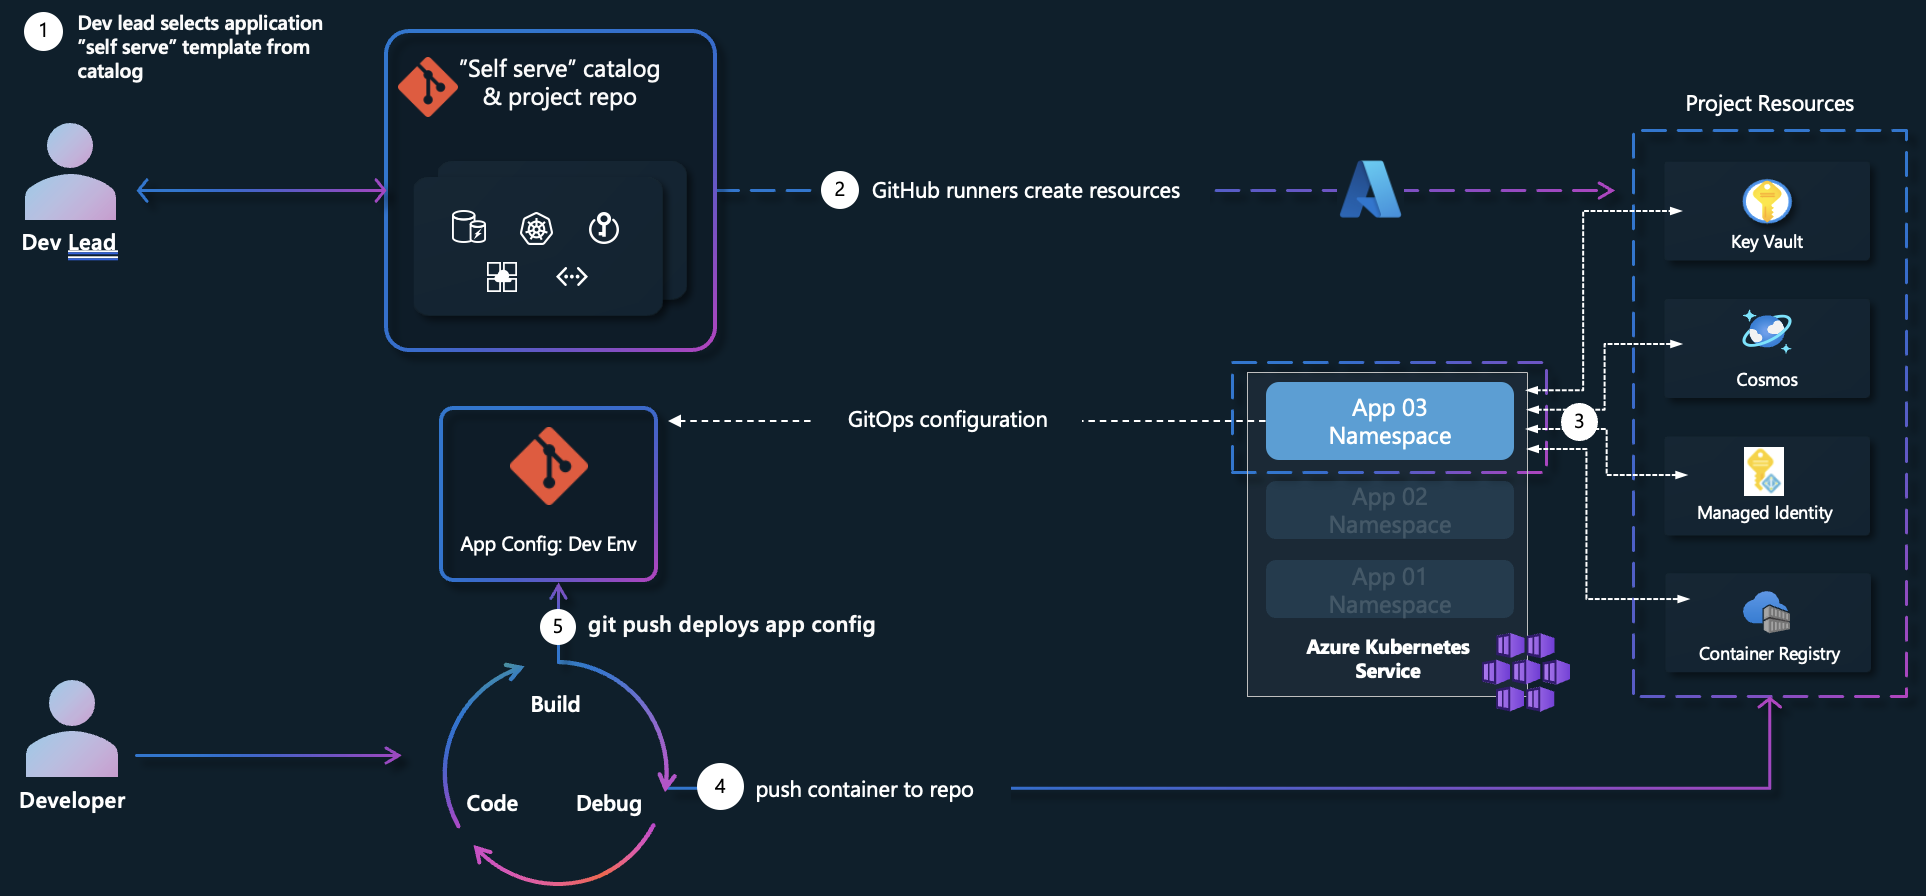 1
Dev lead selects application
”self serve” template from
catalog
”Self serve” catalog
& project repo
Dev Lead
2
GitHub runners create resources
Project Resources
Key Vault
Cosmos
Managed Identity
Container Registry
3
App 03
Namespace
App 02
Namespace
App 01
Namespace
Azure Kubernetes
Service
GitOps configuration
App Config: Dev Env
5
git push deploys app config
Build
Code
Debug
Developer
4
push container to repo